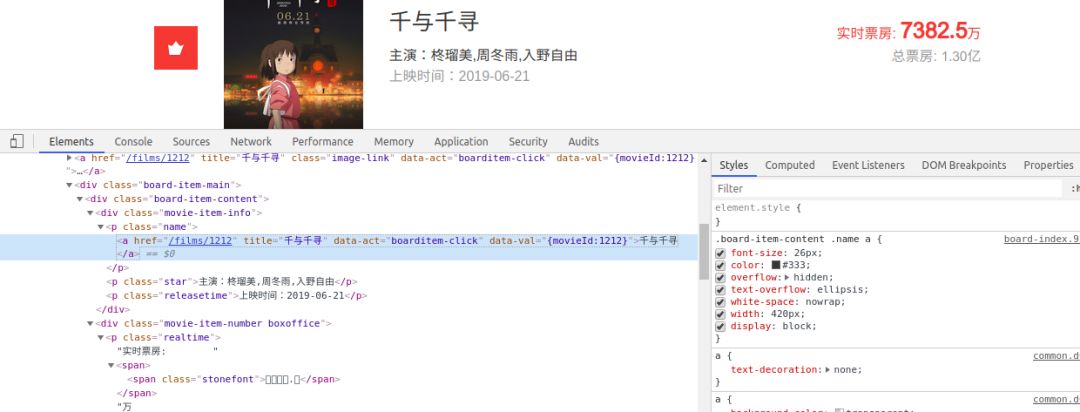 06.21
千与千寻
主演：柊瑠美,周冬雨,入野自由
上映时间：2019-06-21
实时票房: 7382.5万
总票房: 1.30亿
Elements Console Sources Network Performance Memory Application Security Audits
<a href="/films/1212" title="千与千寻" class="image-link" data-act="boarditem-click" data-val="{movieId:1212}
">…</a>
<div class="board-item-main">
<div class="board-item-content">
<div class="movie-item-info">
<p class="name">
<a href="/films/1212" title="千与千寻" data-act="boarditem-click" data-val="{movieId:1212}">千与千寻
</a> == $0
</p>
<p class="star">主演：柊瑠美,周冬雨,入野自由</p>
<p class="releasetime">上映时间：2019-06-21</p>
</div>
<div class="movie-item-number boxoffice">
<p class="realtime">
"实时票房: "
<span>
<span class="stonefont">□□□□.□</span>
</span>
"万
Styles Computed Event Listeners DOM Breakpoints Properties
Filter
element.style {
}
.board-item-content .name a { board-index.9
font-size: 26px;
color: #333;
overflow: hidden;
text-overflow: ellipsis;
white-space: nowrap;
width: 420px;
display: block;
}
a { common.d
text-decoration: none;
}
a { common.d